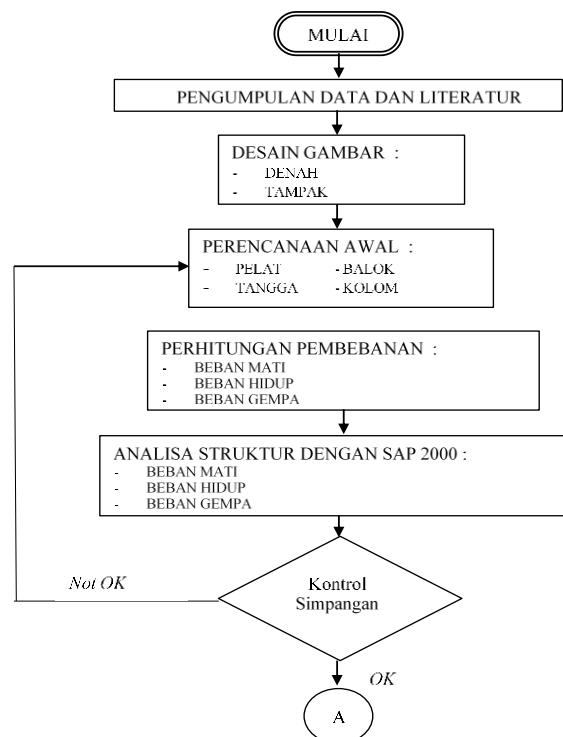 MULAI
PENGUMPULAN DATA DAN LITERATUR
DESAIN GAMBAR :
- DENAH
- TAMPAK
PERENCANAAN AWAL :
- PELAT - BALOK
- TANGGA - KOLOM
PERHITUNGAN PEMBEBANAN :
- BEBAN MATI
- BEBAN HIDUP
- BEBAN GEMPA
ANALISA STRUKTUR DENGAN SAP 2000 :
- BEBAN MATI
- BEBAN HIDUP
- BEBAN GEMPA
Not OK
Kontrol
Simpangan
OK
A